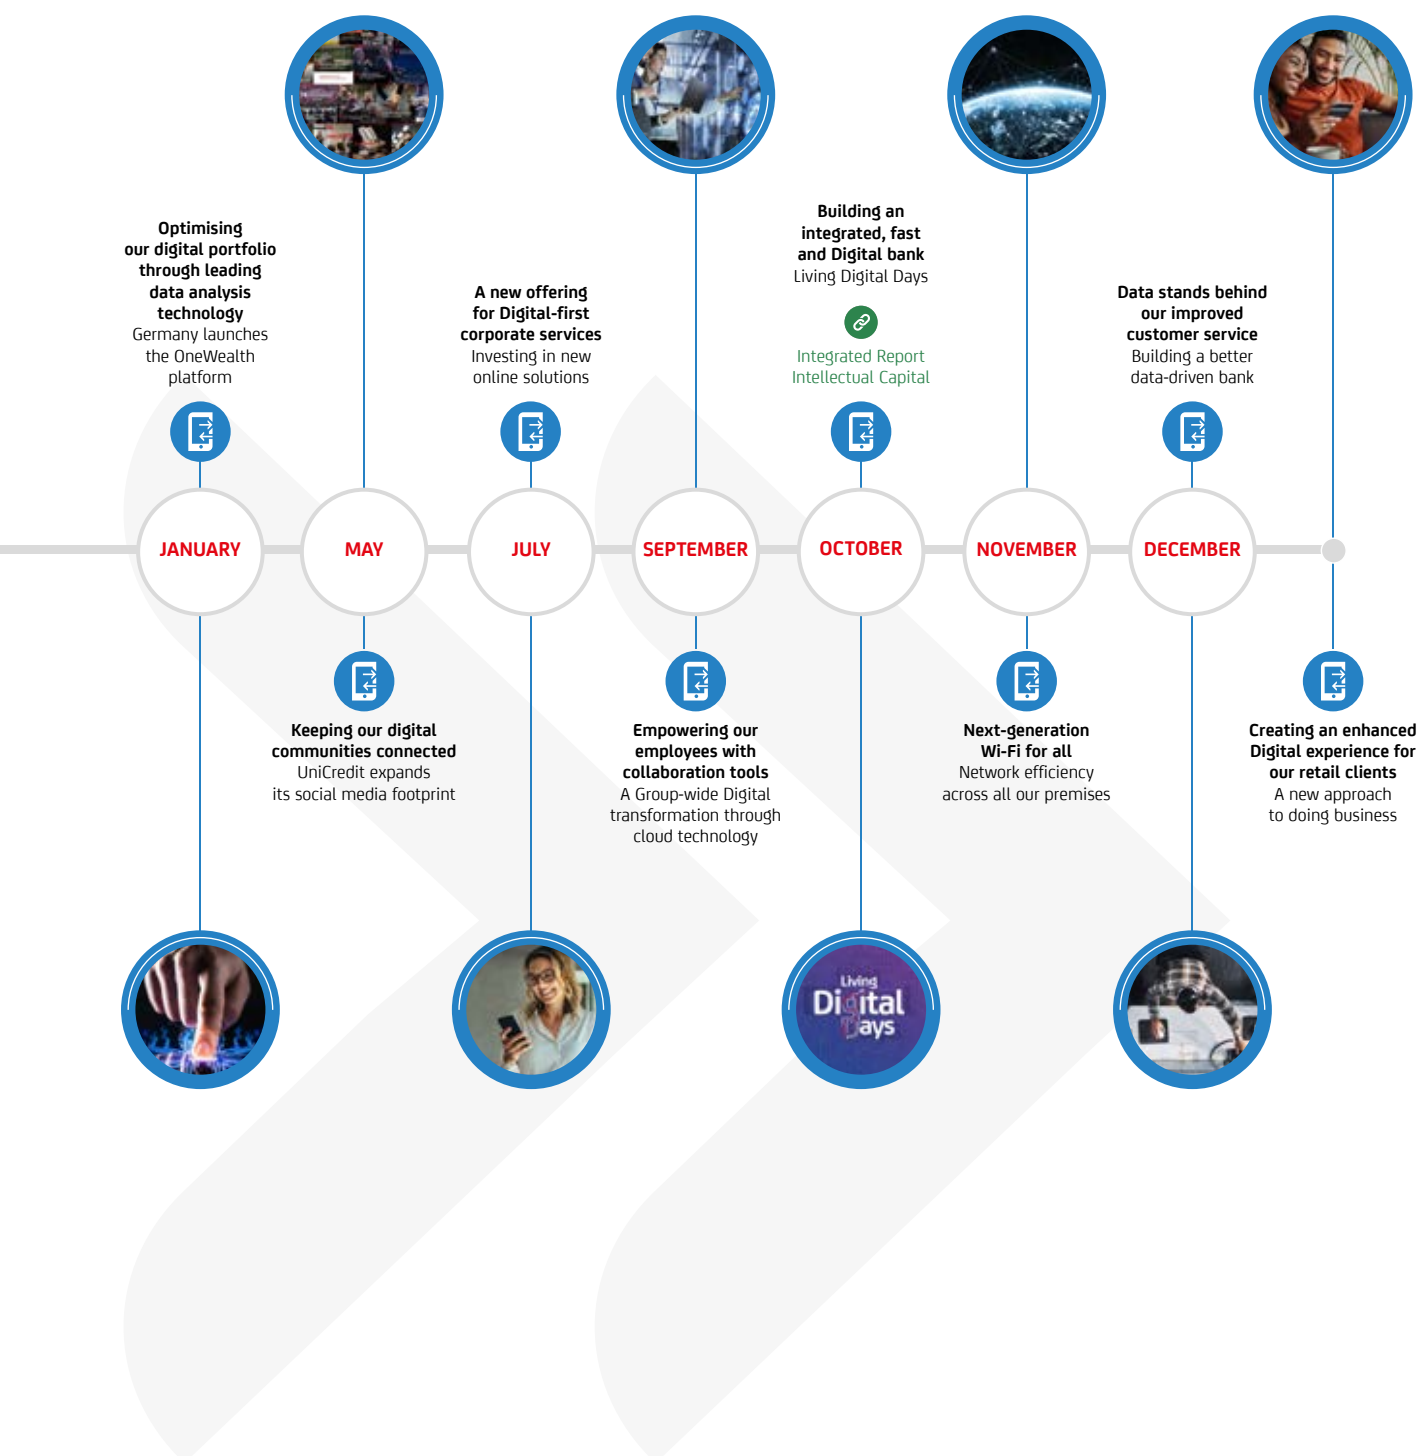 Optimising
our digital portfolio
through leading
data analysis
technology
Germany launches
the OneWealth
platform
A new offering
for Digital-first
corporate services
Investing in new
online solutions
Building an
integrated, fast
and Digital bank
Living Digital Days
Integrated Report
Intellectual Capital
Data stands behind
our improved
customer service
Building a better
data-driven bank
JANUARY
MAY
JULY
SEPTEMBER
OCTOBER
NOVEMBER
DECEMBER
Keeping our digital
communities connected
UniCredit expands
its social media footprint
Empowering our
employees with
collaboration tools
A Group-wide Digital
transformation through
cloud technology
Next-generation
Wi-Fi for all
Network efficiency
across all our premises
Creating an enhanced
Digital experience for
our retail clients
A new approach
to doing business
Living
Digital
Days